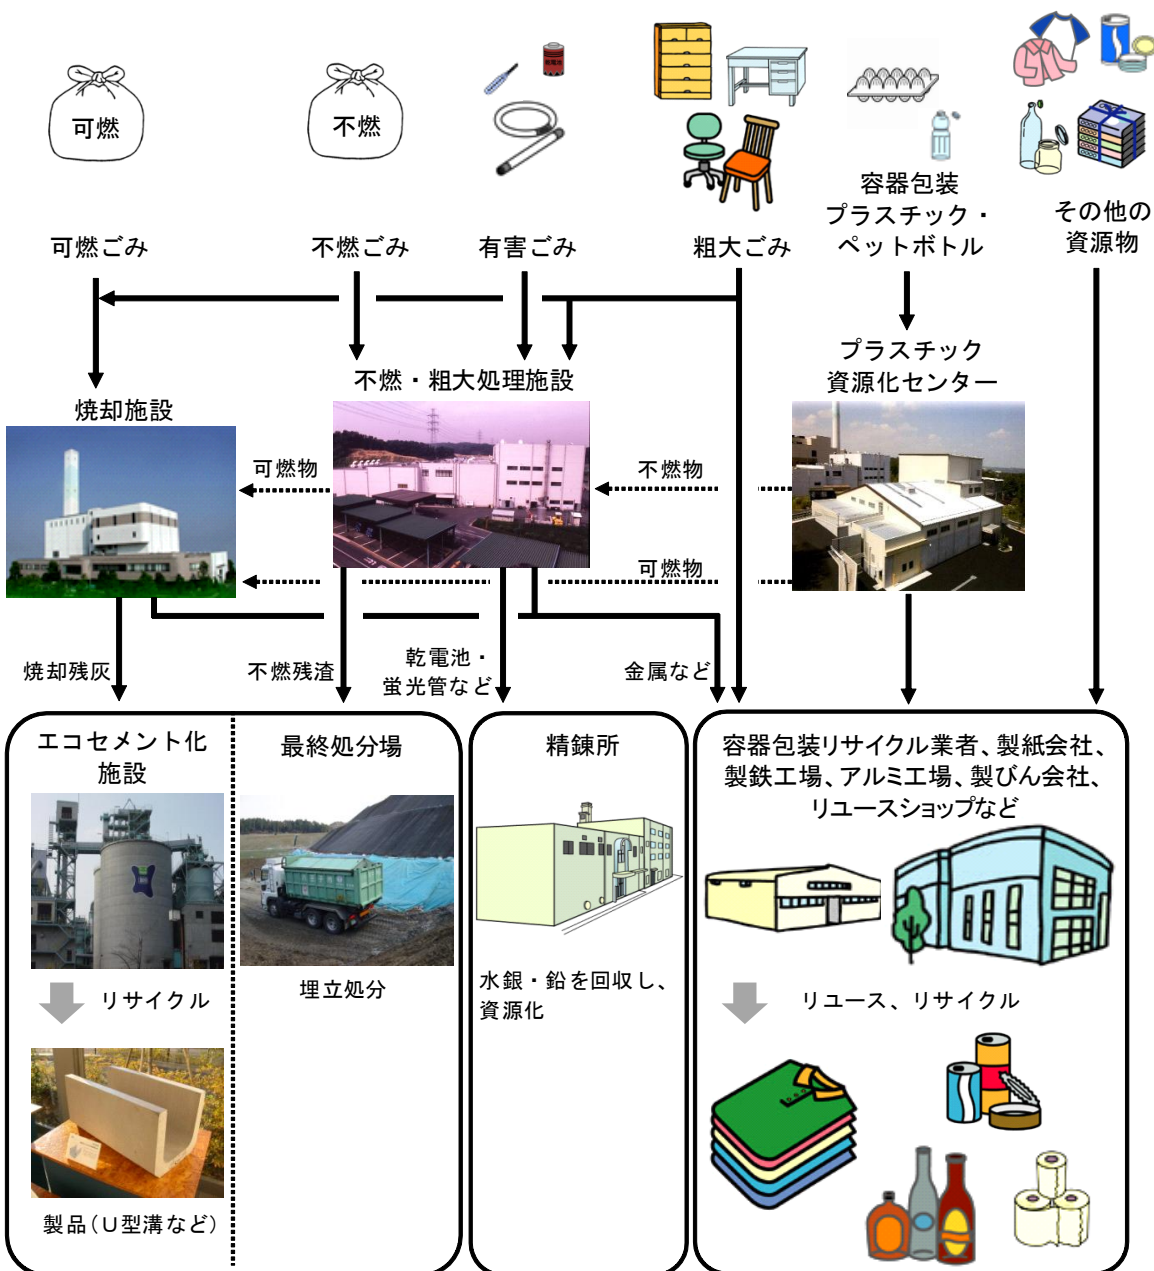 可燃
不燃
容器包装
プラスチック・
ペットボトル
その他の
資源物
可燃ごみ
不燃ごみ
有害ごみ
粗大ごみ
プラスチック
資源化センター
不燃・粗大処理施設
焼却施設
可燃物
不燃物
可燃物
焼却残灰
不燃残渣
乾電池・
蛍光管など
金属など
エコセメント化
施設
最終処分場
精錬所
容器包装リサイクル業者、製紙会社、
製鉄工場、アルミ工場、製びん会社、
リユースショップなど
リサイクル
埋立処分
水銀・鉛を回収し、
資源化
リユース、リサイクル
製品(U型溝など)